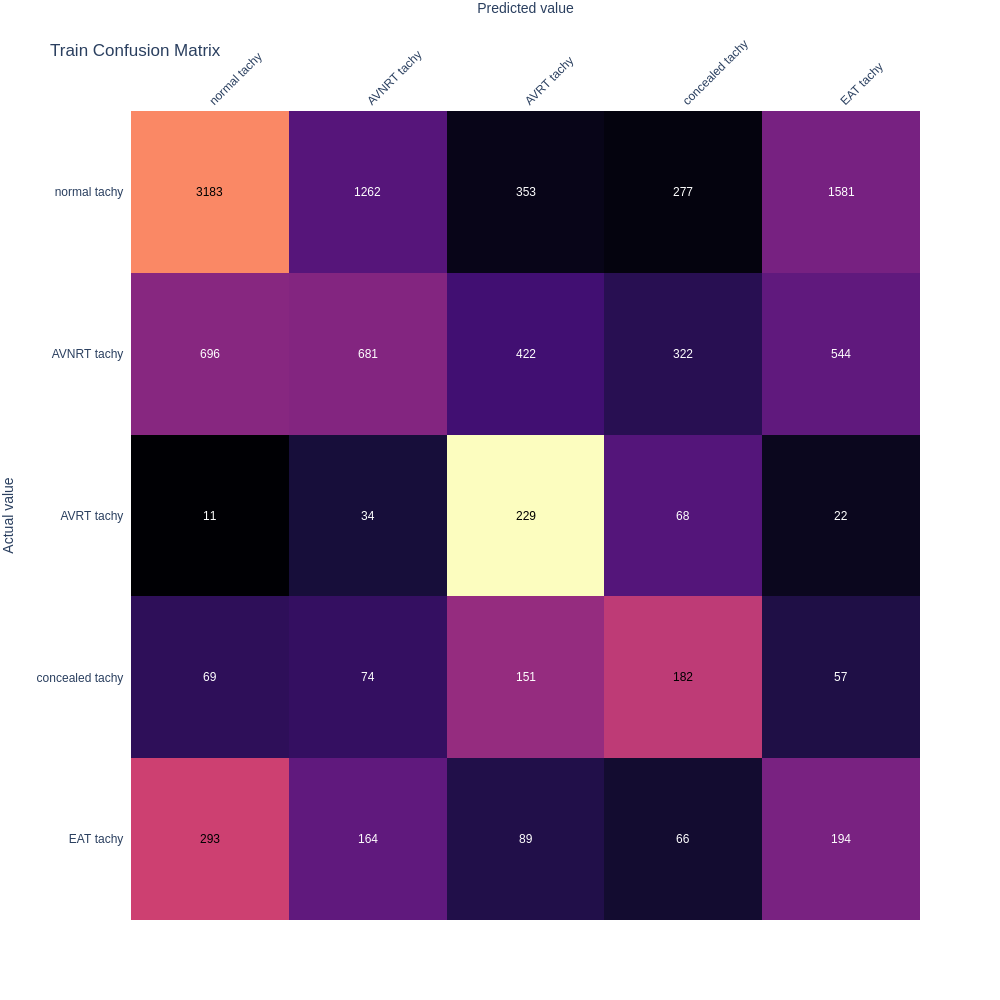 Predicted value
Train Confusion Matrix
normal tachy
AVNRT tachy
AVRT tachy
concealed tachy
EAT tachy
normal tachy 3183 1262 353 277 1581
AVNRT tachy 696 681 422 322 544
Actual value
AVRT tachy 11 34 229 68 22
concealed tachy 69 74 151 182 57
EAT tachy 293 164 89 66 194